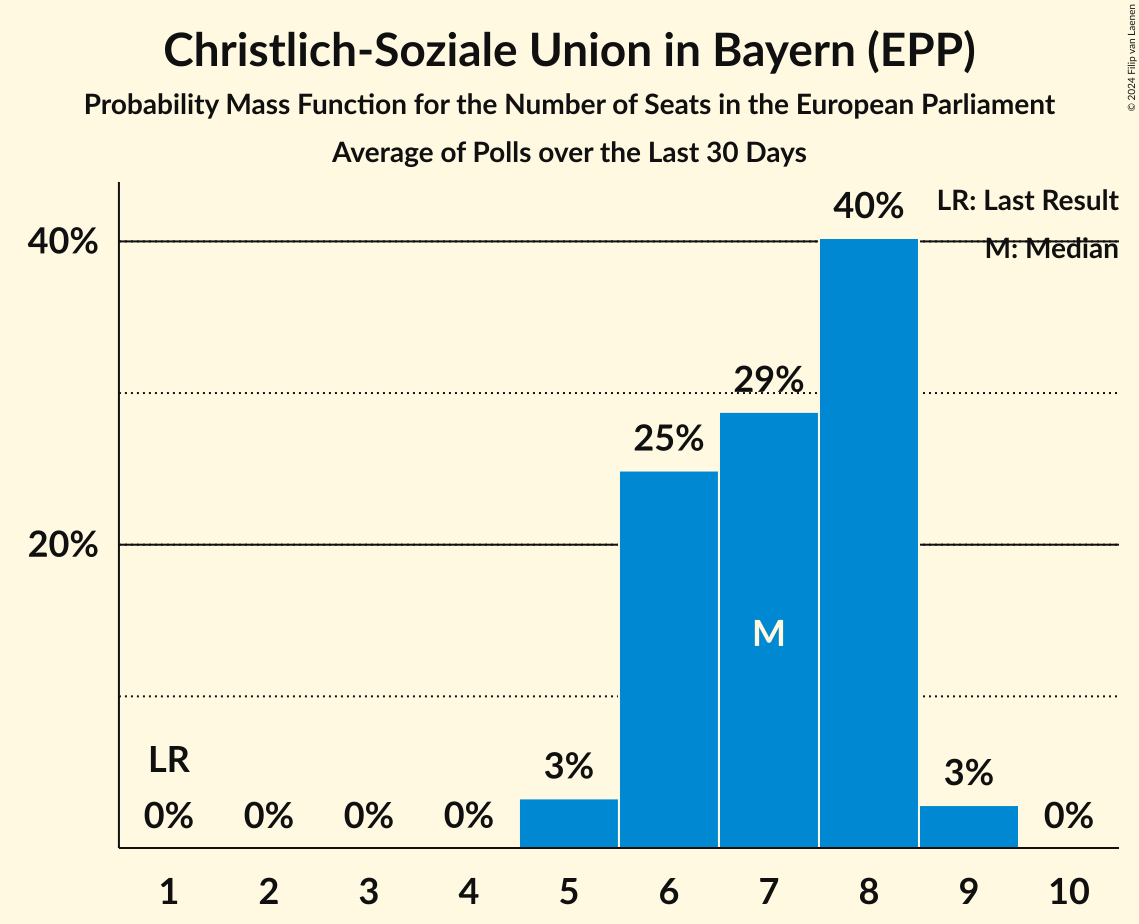 Christlich-Soziale Union in Bayern (EPP)
Probability Mass Function for the Number of Seats in the European Parliament
Average of Polls over the Last 30 Days
© 2024 Filip van Laenen
LR: Last Result
M: Median
40%
20%
LR
0%
0%
0%
0%
3%
25%
29%
M
40%
3%
0%
1 2 3 4 5 6 7 8 9 10